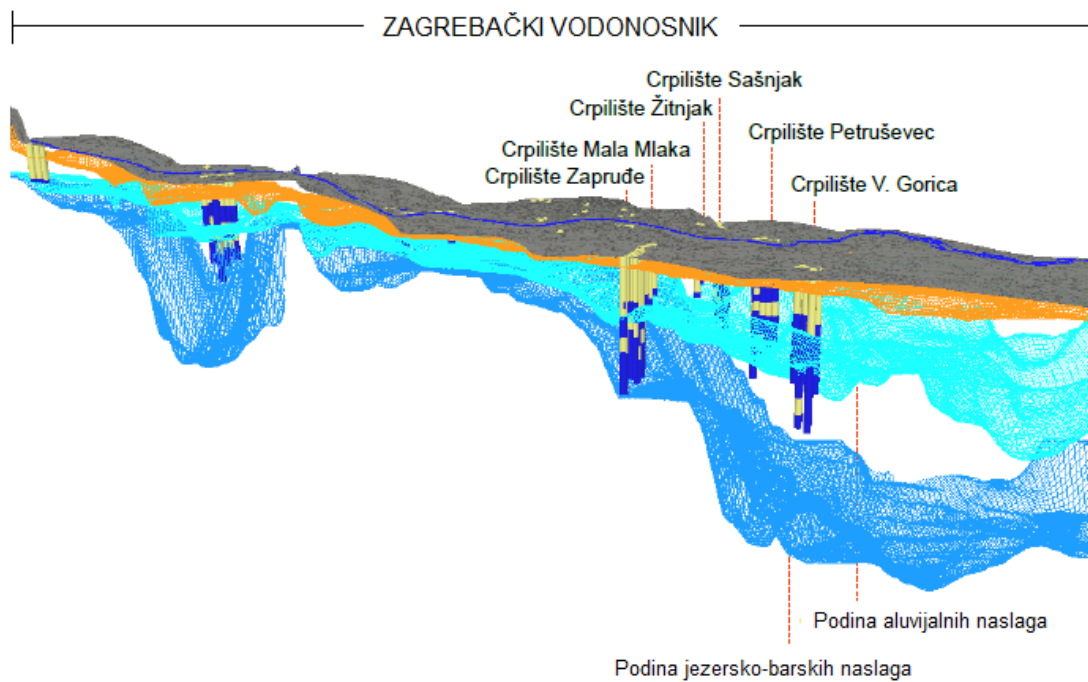 ZAGREBAČKI VODONOSNIK
Crpilište Sašnjak
Crpilište Žitnjak
Crpilište Petruševec
Crpilište Mala Mlaka
Crpilište Zapruđe
Crpilište V. Gorica
Podina aluvijalnih naslaga
Podina jezersko-barskih naslaga